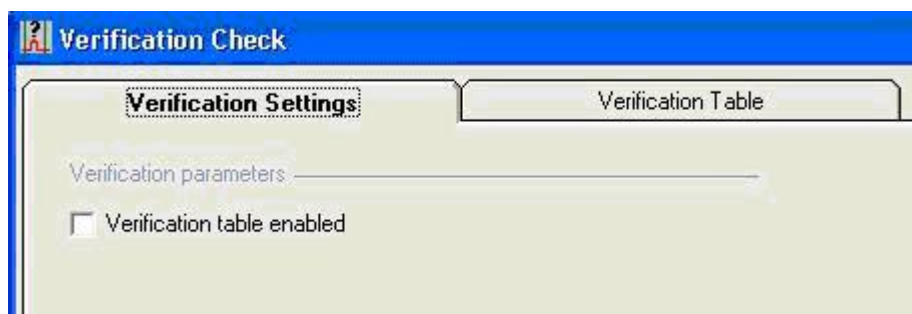 Verification Check
Verification Settings
Verification Table
Verification parameters
Verification table enabled